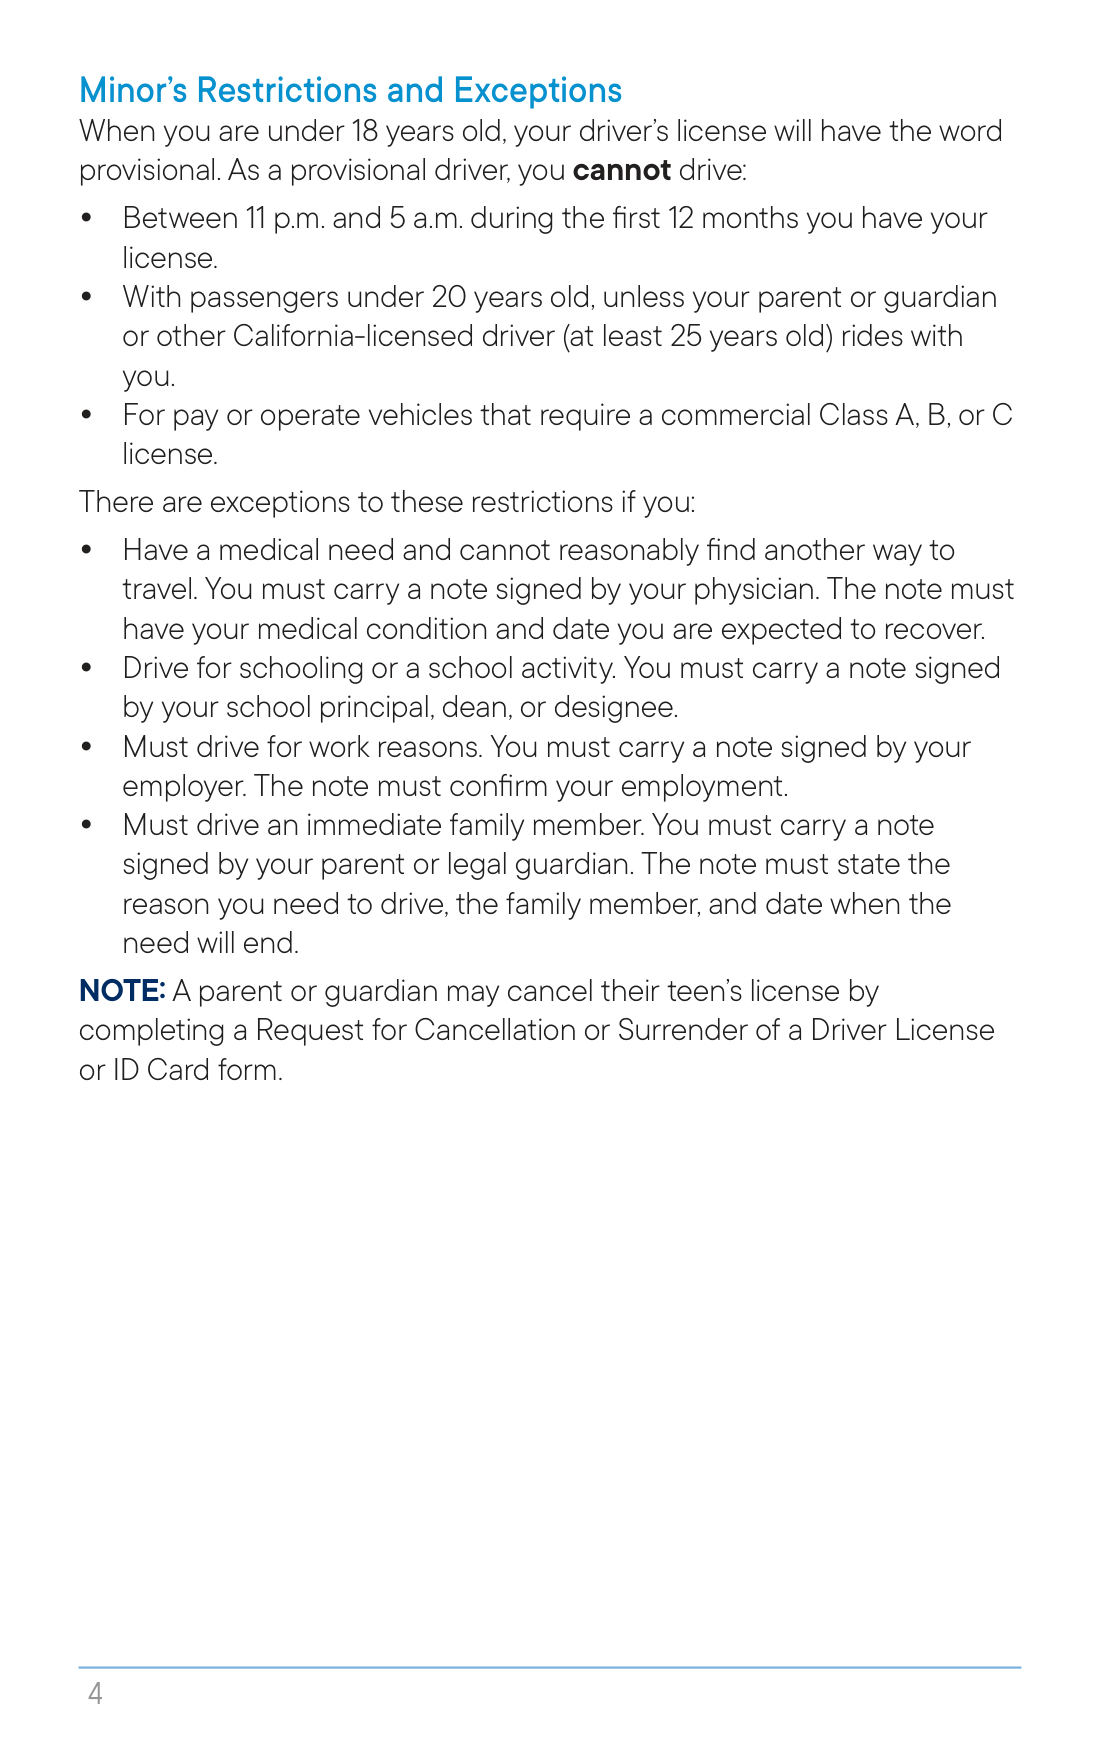 Minor’s Restrictions and Exceptions
When you are under 18 years old, your driver’s license will have the word
provisional. As a provisional driver, you cannot drive:
• Between 11 p.m. and 5 a.m. during the first 12 months you have your
license.
• With passengers under 20 years old, unless your parent or guardian
or other California-licensed driver (at least 25 years old) rides with
you.
• For pay or operate vehicles that require a commercial Class A, B, or C
license.
There are exceptions to these restrictions if you:
• Have a medical need and cannot reasonably find another way to
travel. You must carry a note signed by your physician. The note must
have your medical condition and date you are expected to recover.
• Drive for schooling or a school activity. You must carry a note signed
by your school principal, dean, or designee.
• Must drive for work reasons. You must carry a note signed by your
employer. The note must confirm your employment.
• Must drive an immediate family member. You must carry a note
signed by your parent or legal guardian. The note must state the
reason you need to drive, the family member, and date when the
need will end.
NOTE: A parent or guardian may cancel their teen’s license by
completing a Request for Cancellation or Surrender of a Driver License
or ID Card form.
4